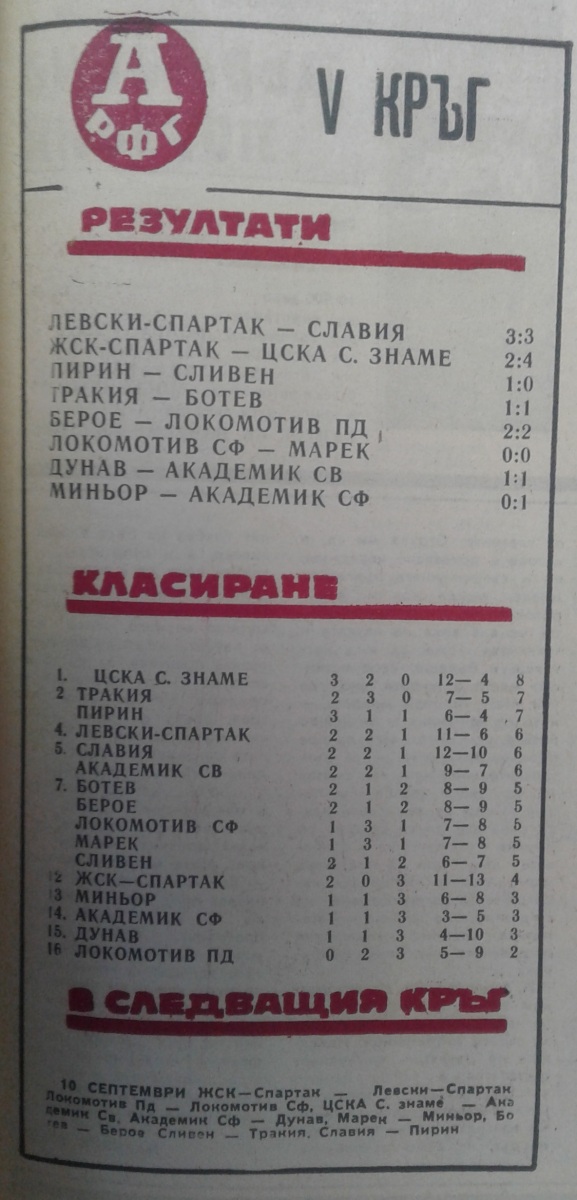 А
РФГ
V КРЪГ
РЕЗУЛТАТИ
ЛЕВСКИ-СПАРТАК — СЛАВИЯ 3:3
ЖСК-СПАРТАК — ЦСКА С. ЗНАМЕ 2:4
ПИРИН — СЛИВЕН 1:0
ТРАКИЯ — БОТЕВ 1:1
БЕРОЕ — ЛОКОМОТИВ ПД 2:2
ЛОКОМОТИВ СФ — МАРЕК 0:0
ДУНАВ — АКАДЕМИК СВ 1:1
МИНЬОР — АКАДЕМИК СФ 0:1
КЛАСИРАНЕ
1. ЦСКА С. ЗНАМЕ 3 2 0 12— 4 8
2 ТРАКИЯ 2 3 0 7— 5 7
ПИРИН 3 1 1 6— 4 7
4. ЛЕВСКИ-СПАРТАК 2 2 1 11— 6 6
5. СЛАВИЯ 2 2 1 12—10 6
АКАДЕМИК СВ 2 2 1 9— 7 6
7. БОТЕВ 2 1 2 8— 9 5
БЕРОЕ 2 1 2 8— 9 5
ЛОКОМОТИВ СФ 1 3 1 7— 8 5
МАРЕК 1 3 1 7— 8 5
СЛИВЕН 2 1 2 6— 7 5
12 ЖСК—СПАРТАК 2 0 3 11—13 4
13 МИНЬОР 1 1 3 6— 8 3
14. АКАДЕМИК СФ 1 1 3 3— 5 3
15. ДУНАВ 1 1 3 4—10 3
16 ЛОКОМОТИВ ПД 0 2 3 5— 9 2
В СЛЕДВАЩИЯ КРЪГ
10 СЕПТЕМВРИ ЖСК—Спартак — Левски—Спартак
Локомотив Пд — Локомотив Сф, ЦСКА С. знаме — Ака
демик Св, Академик Сф — Дунав, Марек — Миньор, Бо
тев — Берое Сливен — Тракия, Славия — Пирин